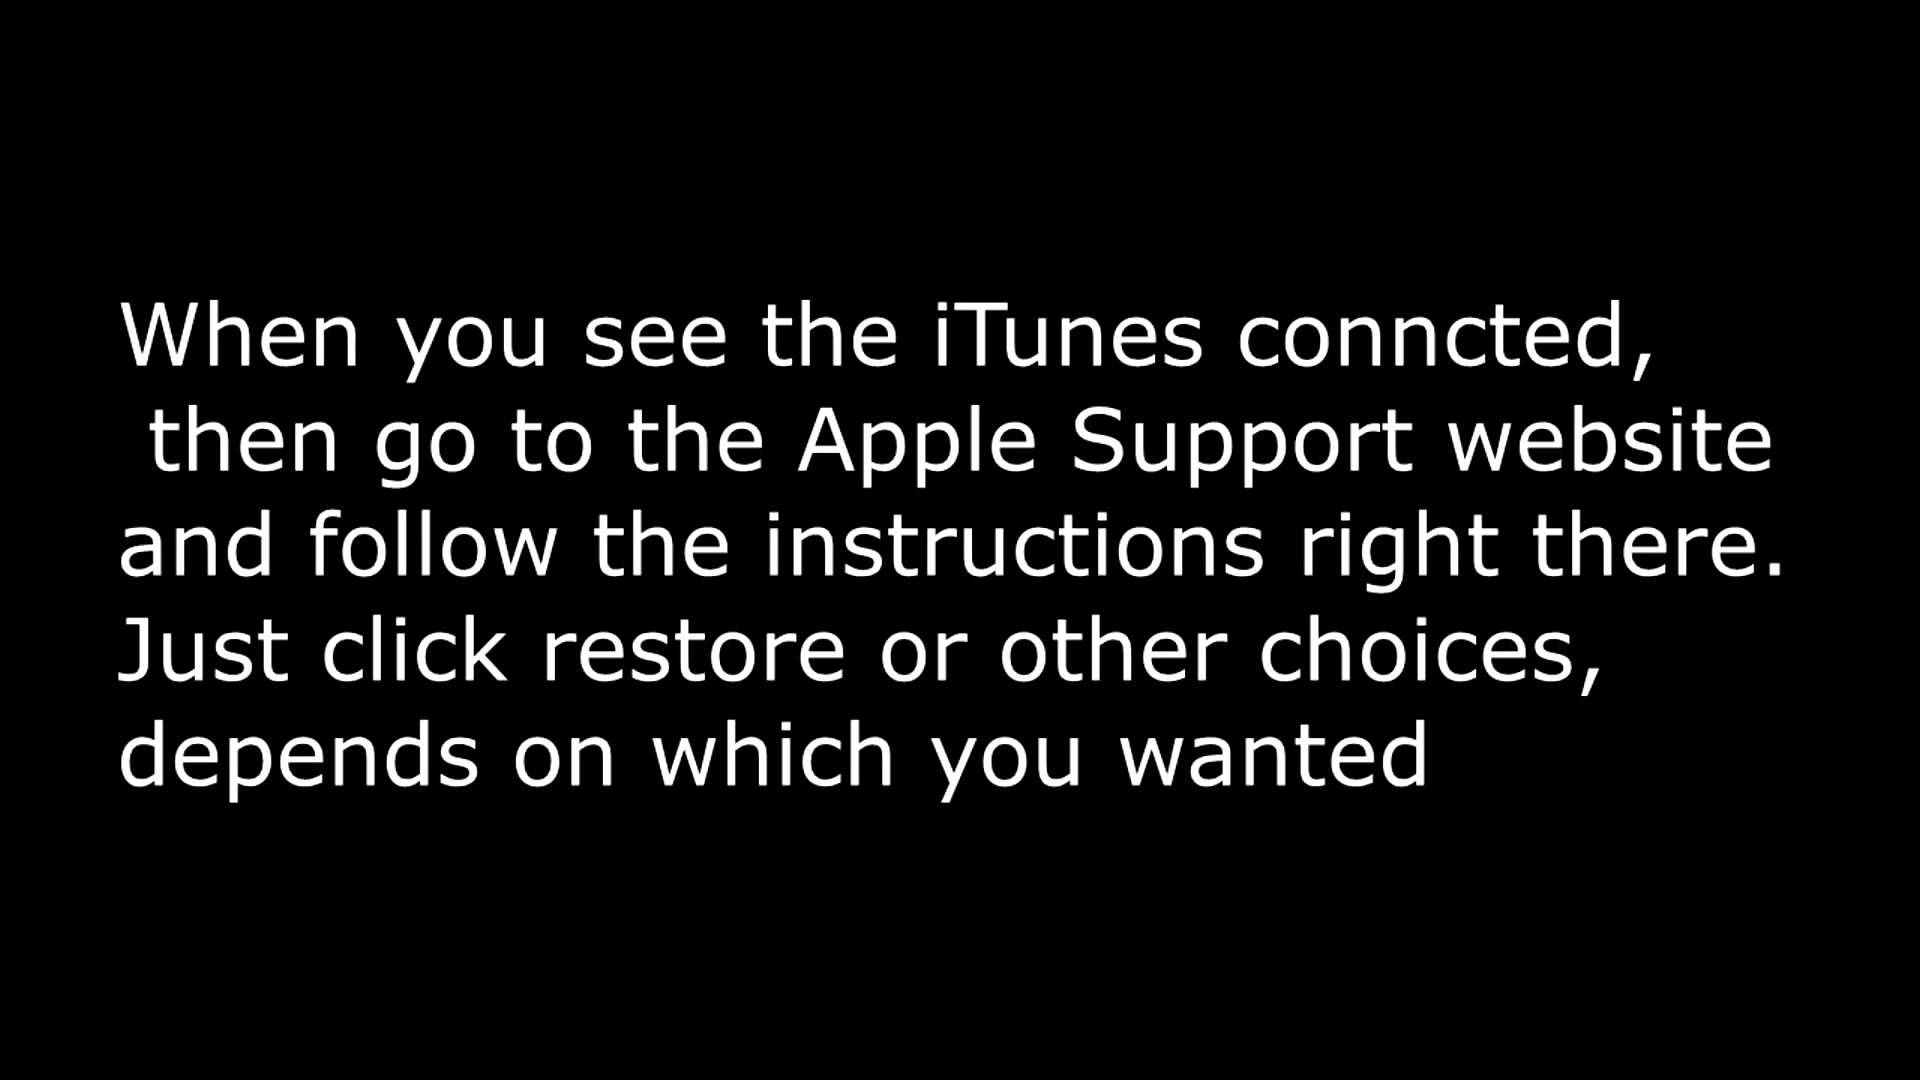 When you see the iTunes conncted,
then go to the Apple Support website
and follow the instructions right there.
Just click restore or other choices,
depends on which you wanted